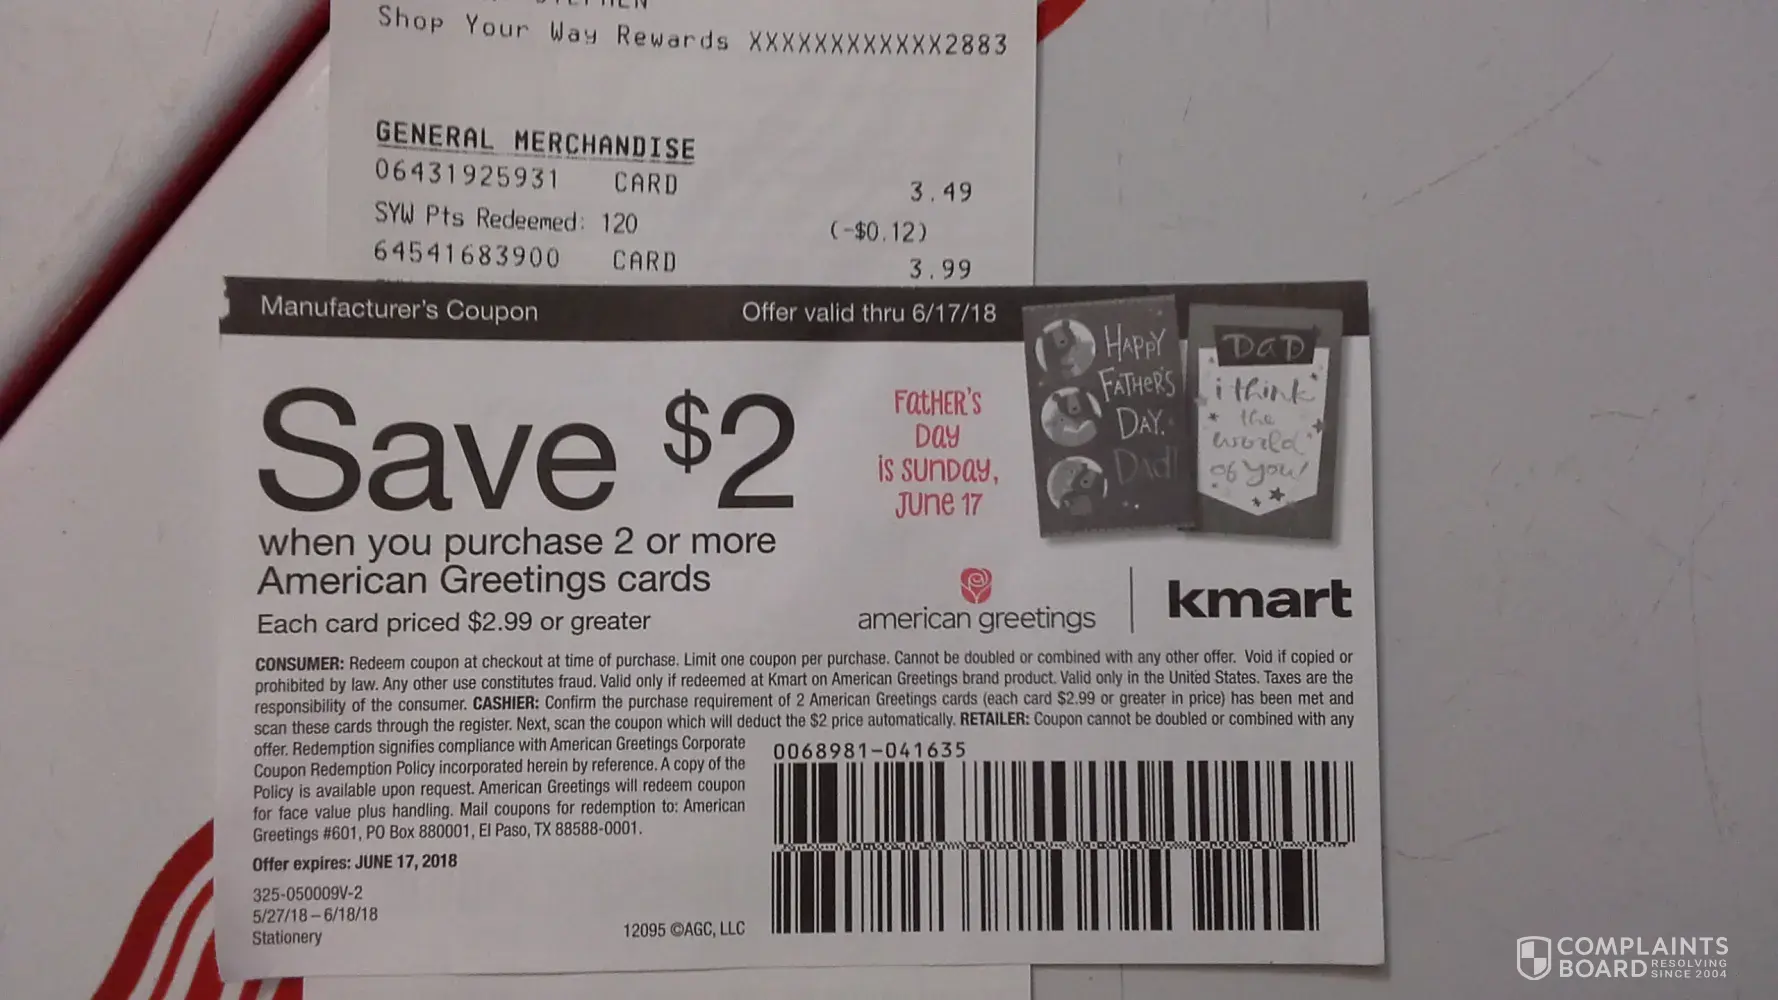 Shop Your Way Rewards XXXXXXXXXXXX2883
GENERAL MERCHANDISE
06431925931 CARD 3.49
SYW Pts Redeemed: 120 (-$0.12)
64541683900 CARD 3.99
Manufacturer's Coupon Offer valid thru 6/17/18
Save $2
when you purchase 2 or more
American Greetings cards
Each card priced $2.99 or greater
FATHER'S
DAY
IS SUNDAY,
JUNE 17
HAPPY
FATHER'S
DAY,
Dad!
DAD
i think
the
world
of you!
american greetings
kmart
CONSUMER: Redeem coupon at checkout at time of purchase. Limit one coupon per purchase. Cannot be doubled or combined with any other offer. Void if copied or
prohibited by law. Any other use constitutes fraud. Valid only if redeemed at Kmart on American Greetings brand product. Valid only in the United States. Taxes are the
responsibility of the consumer. CASHIER: Confirm the purchase requirement of 2 American Greetings cards (each card $2.99 or greater in price) has been met and
scan these cards through the register. Next, scan the coupon which will deduct the $2 price automatically. RETAILER: Coupon cannot be doubled or combined with any
offer. Redemption signifies compliance with American Greetings Corporate
Coupon Redemption Policy incorporated herein by reference. A copy of the
Policy is available upon request. American Greetings will redeem coupon
for face value plus handling. Mail coupons for redemption to: American
Greetings #601, PO Box 880001, El Paso, TX 88588-0001.
Offer expires: JUNE 17, 2018
325-050009V-2
5/27/18 – 6/18/18
Stationery
12095 ©AGC, LLC
0068981-041635
COMPLAINTS
BOARD RESOLVING
SINCE 2004